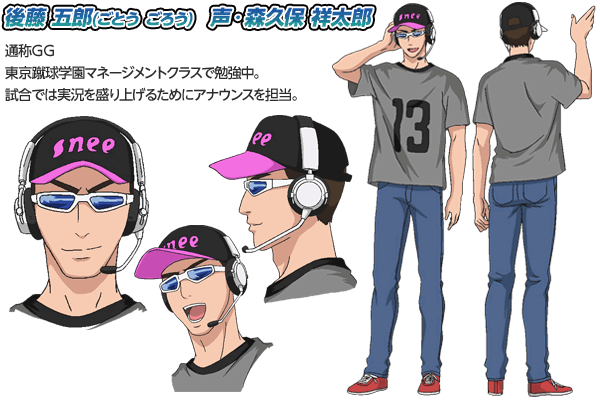 後藤 五郎(ごとう ごろう)　声・森久保 祥太郎
通称GG
東京蹴球学園マネージメントクラスで勉強中。
試合では実況を盛り上げるためにアナウンスを担当。
snee
snee
snee
snee
13